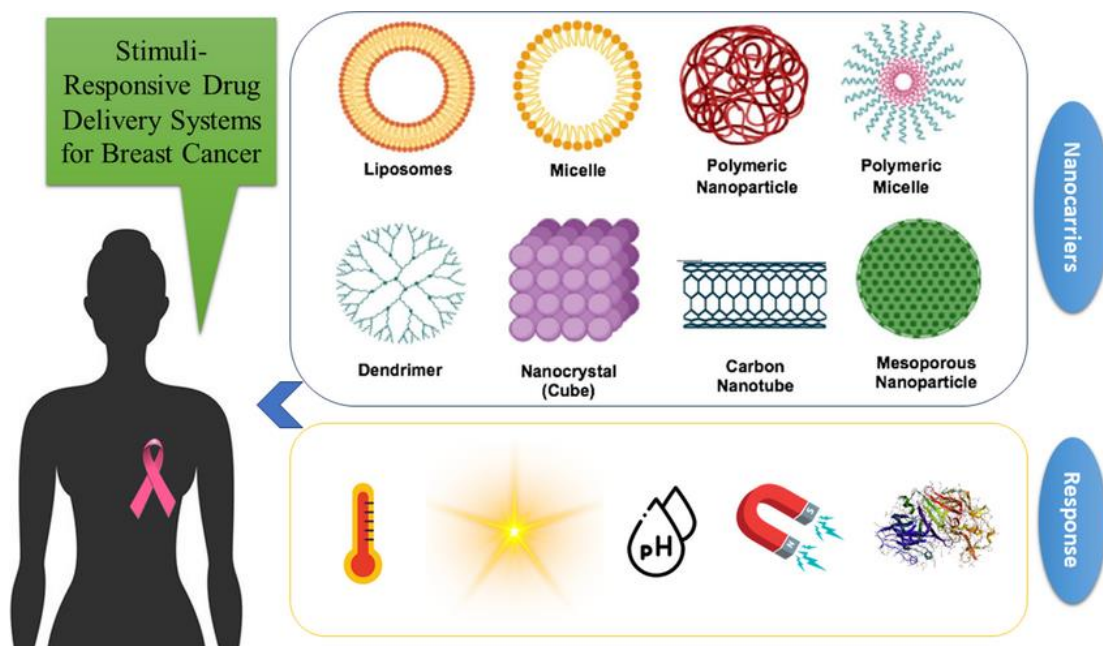 Stimuli-
Responsive Drug
Delivery Systems
for Breast Cancer
Liposomes
Micelle
Polymeric
Nanoparticle
Polymeric
Micelle
Dendrimer
Nanocrystal
(Cube)
Carbon
Nanotube
Mesoporous
Nanoparticle
Nanocarriers
pH
N
S
Response